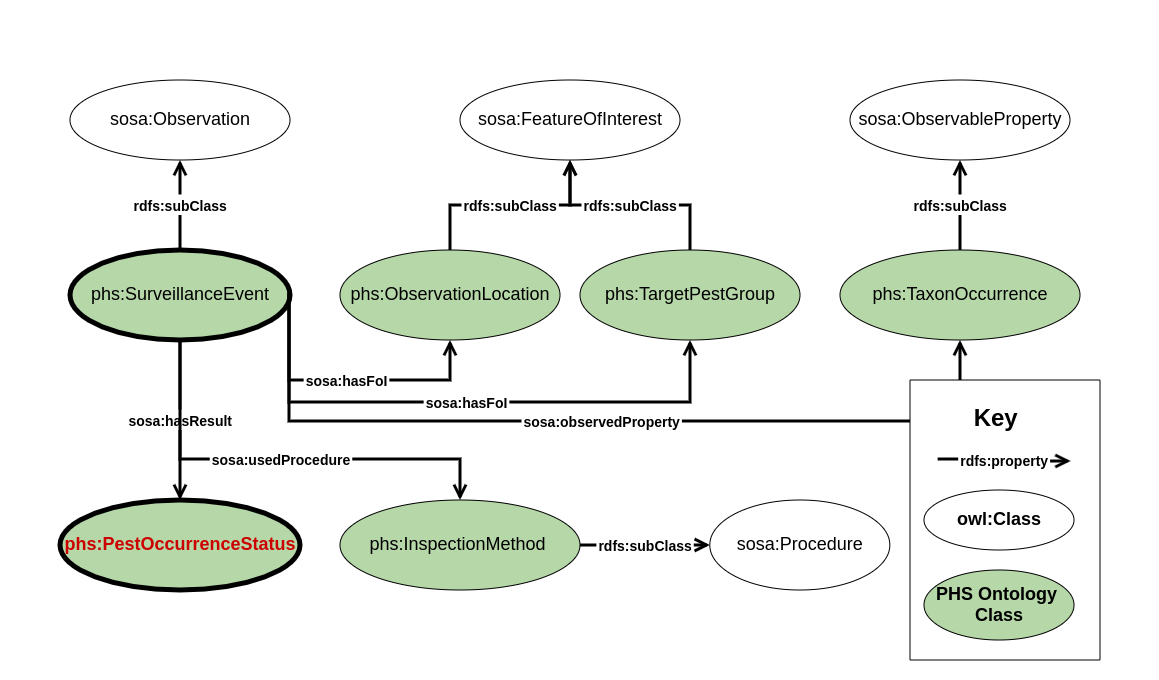 sosa:Observation
sosa:FeatureOfInterest
sosa:ObservableProperty
rdfs:subClass
rdfs:subClass
rdfs:subClass
rdfs:subClass
phs:SurveillanceEvent
phs:ObservationLocation
phs:TargetPestGroup
phs:TaxonOccurrence
sosa:hasFoI
sosa:hasFoI
sosa:hasResult
sosa:observedProperty
sosa:usedProcedure
phs:PestOccurrenceStatus
phs:InspectionMethod
rdfs:subClass
sosa:Procedure
Key
rdfs:property
owl:Class
PHS Ontology
Class